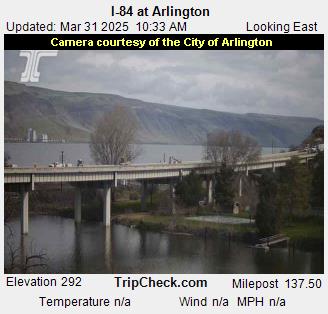 I-84 at Arlington
Updated: Mar 31 2025 10:33 AM Looking East
Camera courtesy of the City of Arlington
Elevation 292 TripCheck.com Milepost 137.50
Temperature n/a Wind n/a MPH n/a